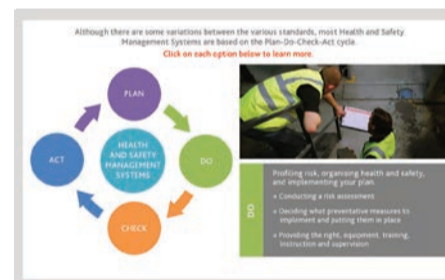 Although there are some variations between the various standards, most Health and Safety
Management Systems are based on the Plan-Do-Check-Act cycle.
Click on each option below to learn more.
PLAN
ACT
HEALTH
AND SAFETY
MANAGEMENT
SYSTEMS
DO
CHECK
DO
Profiling risk, organising health and safety,
and implementing your plan
» Conducting a risk assessment
» Deciding what preventative measures to
implement and putting them in place
» Providing the right, equipment, training,
instruction and supervision